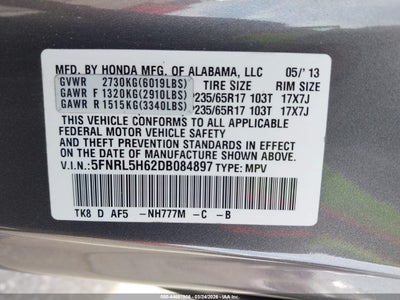 MFD. BY HONDA MFG. OF ALABAMA, LLC 05/' 13
GVWR 2730KG(6019LBS) TIRE SIZE RIM SIZE
GAWR F 1320KG(2910LBS) P235/65R17 103T 17X7J
GAWR R 1515KG(3340LBS) P235/65R17 103T 17X7J
THIS VEHICLE CONFORMS TO ALL APPLICABLE
FEDERAL MOTOR VEHICLE SAFETY
AND THEFT PREVENTION STANDARDS IN EFFECT
ON THE DATE OF MANUFACTURE SHOWN ABOVE.
V.I.N.: 5FNRL5H62DB084897 TYPE: MPV
TK8 D AF5 -NH777M -C -B